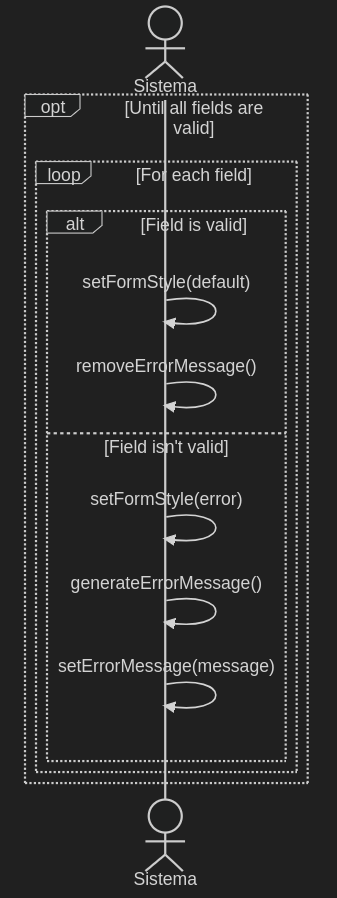 Sistema
opt
[Until all fields are
valid]
loop
[For each field]
alt
[Field is valid]
setFormStyle(default)
removeErrorMessage()
[Field isn't valid]
setFormStyle(error)
generateErrorMessage()
setErrorMessage(message)
Sistema